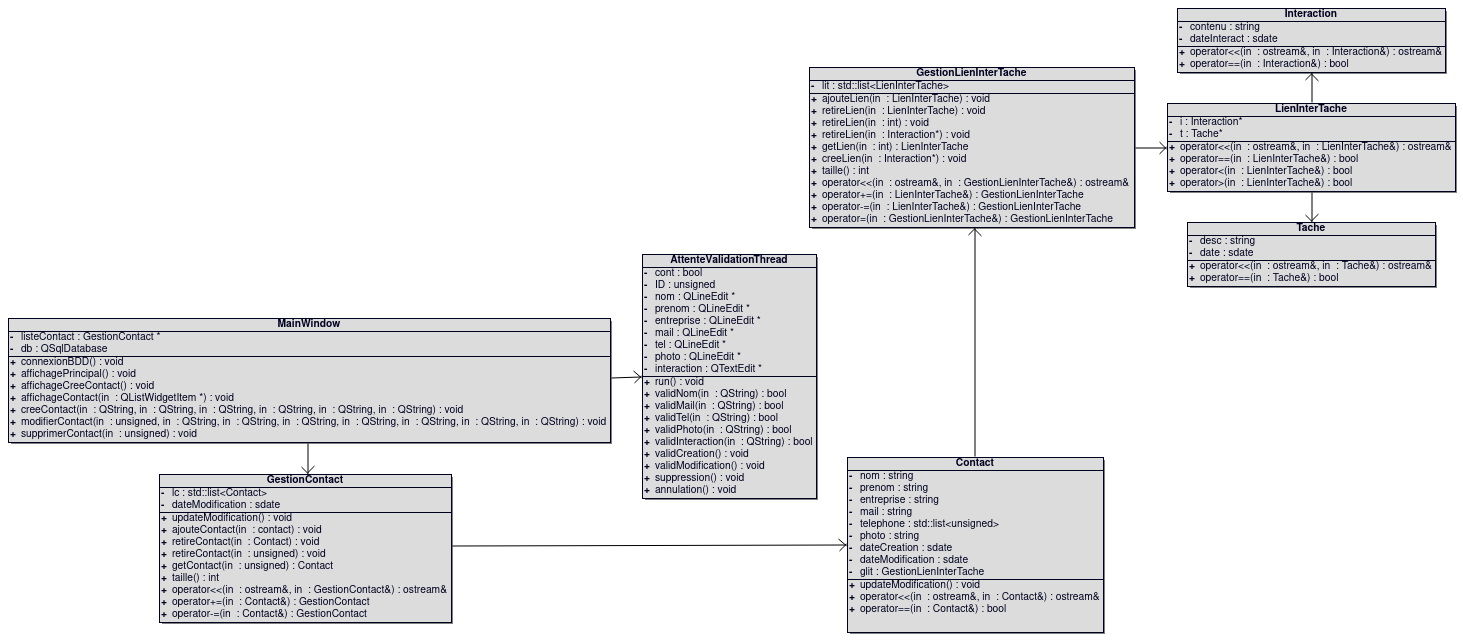 Interaction
- contenu : string
- dateInteract : sdate
+ operator<<(in  : ostream&, in  : Interaction&) : ostream&
+ operator==(in  : Interaction&) : bool
GestionLienInterTache
- lit : std::list<LienInterTache>
+ ajouteLien(in  : LienInterTache) : void
+ retireLien(in  : LienInterTache) : void
+ retireLien(in  : int) : void
+ retireLien(in  : Interaction*) : void
+ getLien(in  : int) : LienInterTache
+ creeLien(in  : Interaction*) : void
+ taille() : int
+ operator<<(in  : ostream&, in  : GestionLienInterTache&) : ostream&
+ operator+=(in  : LienInterTache&) : GestionLienInterTache
+ operator-=(in  : LienInterTache&) : GestionLienInterTache
+ operator=(in  : GestionLienInterTache&) : GestionLienInterTache
LienInterTache
- i : Interaction*
- t : Tache*
+ operator<<(in  : ostream&, in  : LienInterTache&) : ostream&
+ operator==(in  : LienInterTache&) : bool
+ operator<(in  : LienInterTache&) : bool
+ operator>(in  : LienInterTache&) : bool
Tache
- desc : string
- date : sdate
+ operator<<(in  : ostream&, in  : Tache&) : ostream&
+ operator==(in  : Tache&) : bool
AttenteValidationThread
- cont : bool
- ID : unsigned
- nom : QLineEdit *
- prenom : QLineEdit *
- entreprise : QLineEdit *
- mail : QLineEdit *
- tel : QLineEdit *
- photo : QLineEdit *
- interaction : QTextEdit *
+ run() : void
+ validNom(in  : QString) : bool
+ validMail(in  : QString) : bool
+ validTel(in  : QString) : bool
+ validPhoto(in  : QString) : bool
+ validInteraction(in  : QString) : bool
+ validCreation() : void
+ validModification() : void
+ suppression() : void
+ annulation() : void
MainWindow
- listeContact : GestionContact *
- db : QSqlDatabase
+ connexionBDD() : void
+ affichagePrincipal() : void
+ affichageCreeContact() : void
+ affichageContact(in  : QListWidgetItem *) : void
+ creeContact(in  : QString, in  : QString, in  : QString, in  : QString, in  : QString, in  : QString) : void
+ modifierContact(in  : unsigned, in  : QString, in  : QString, in  : QString, in  : QString, in  : QString, in  : QString, in  : QString) : void
+ supprimerContact(in  : unsigned) : void
GestionContact
- lc : std::list<Contact>
- dateModification : sdate
+ updateModification() : void
+ ajouteContact(in  : contact) : void
+ retireContact(in  : Contact) : void
+ retireContact(in  : unsigned) : void
+ getContact(in  : unsigned) : Contact
+ taille() : int
+ operator<<(in  : ostream&, in  : GestionContact&) : ostream&
+ operator+=(in  : Contact&) : GestionContact
+ operator-=(in  : Contact&) : GestionContact
Contact
- nom : string
- prenom : string
- entreprise : string
- mail : string
- telephone : std::list<unsigned>
- photo : string
- dateCreation : sdate
- dateModification : sdate
- glit : GestionLienInterTache
+ updateModification() : void
+ operator<<(in  : ostream&, in  : Contact&) : ostream&
+ operator==(in  : Contact&) : bool